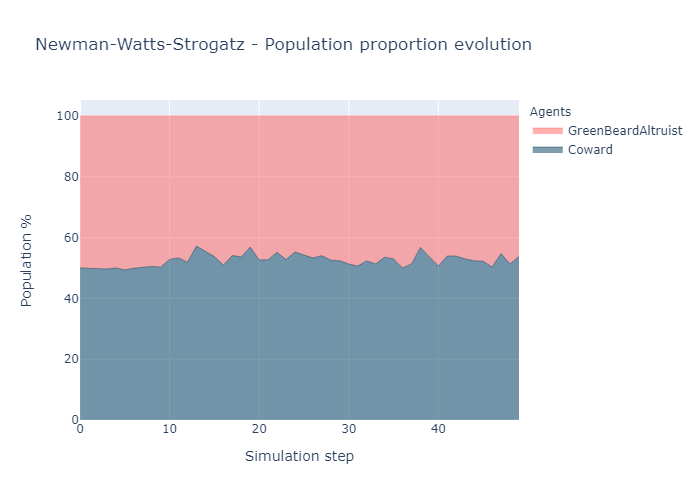 Newman-Watts-Strogatz - Population proportion evolution
Agents
GreenBeardAltruist
Coward
Population %
100
80
60
40
20
0
0 10 20 30 40
Simulation step